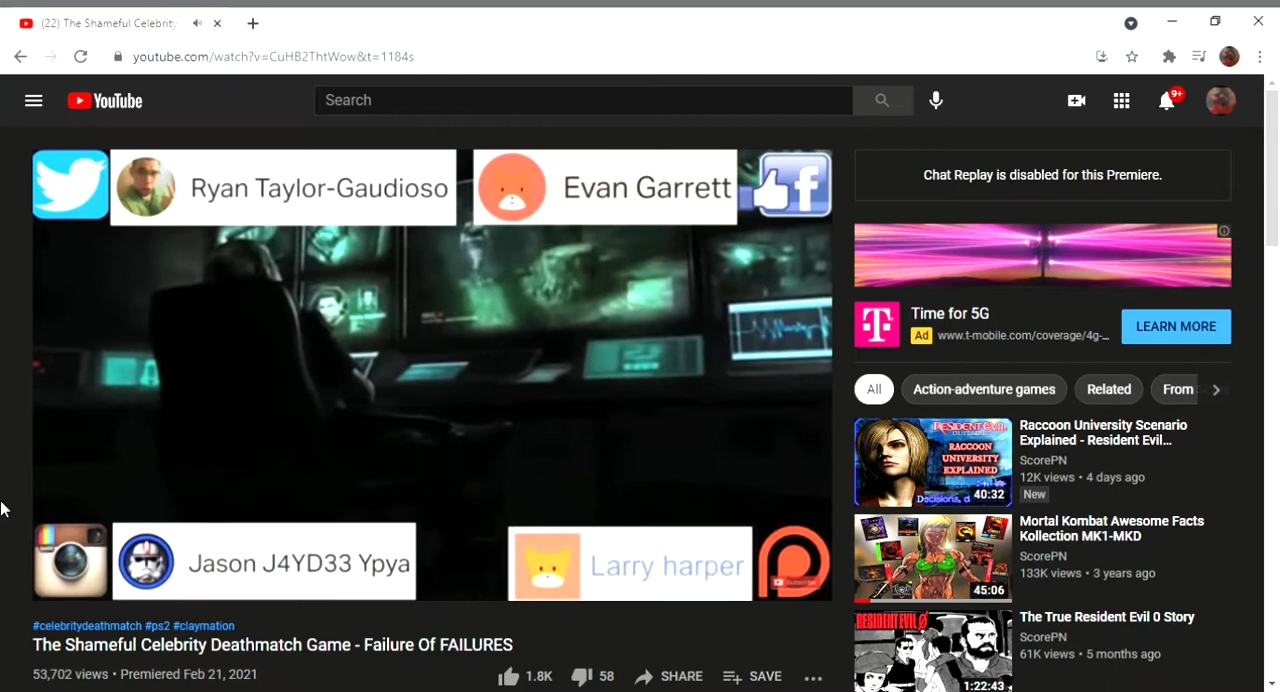 (22) The Shameful Celebrity
youtube.com/watch?v=CuHB2ThtWow&t=1184s
YouTube
Search
9+
Ryan Taylor-Gaudioso
Evan Garrett
Jason J4YD33 Ypya
Larry harper
Subscribe
#celebritydeathmatch #ps2 #claymation
The Shameful Celebrity Deathmatch Game - Failure Of FAILURES
53,702 views • Premiered Feb 21, 2021
1.8K
58
SHARE
SAVE
Chat Replay is disabled for this Premiere.
Time for 5G
Ad www.t-mobile.com/coverage/4g-...
LEARN MORE
All
Action-adventure games
Related
From
RESIDENT EVIL
RACCOON
UNIVERSITY
EXPLAINED
Decisions, d
40:32
Raccoon University Scenario
Explained - Resident Evil...
ScorePN
12K views • 4 days ago
New
45:06
Mortal Kombat Awesome Facts
Kollection MK1-MKD
ScorePN
133K views • 3 years ago
RESIDENT EVIL
1:22:43
The True Resident Evil 0 Story
ScorePN
61K views • 5 months ago